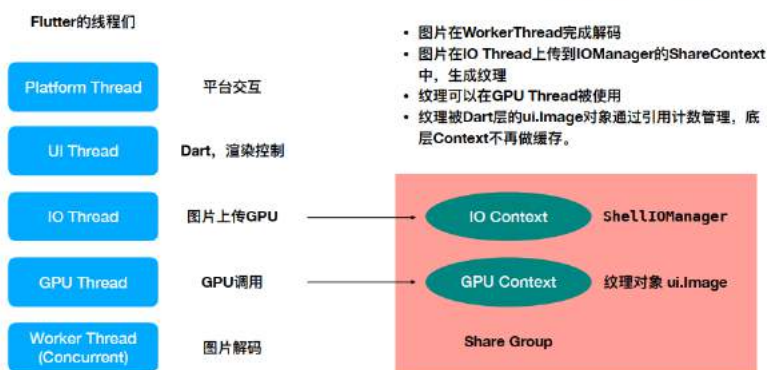 Flutter的线程们
Platform Thread
平台交互
UI Thread
Dart，渲染控制
IO Thread
图片上传GPU
GPU Thread
GPU调用
Worker Thread
(Concurrent)
图片解码
• 图片在WorkerThread完成解码
• 图片在IO Thread上传到IOManager的ShareContext
中，生成纹理
• 纹理可以在GPU Thread被使用
• 纹理被Dart层的ui.Image对象通过引用计数管理，底
层Context不再做缓存。
IO Context
ShellIOManager
GPU Context
纹理对象 ui.Image
Share Group